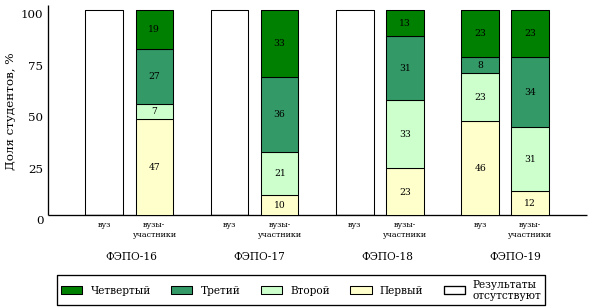 100
75
50
25
0
Доля студентов, %
19
27
7
47
33
36
21
10
13
31
33
23
23
8
23
46
23
34
31
12
вуз
вузы-
участники
вуз
вузы-
участники
вуз
вузы-
участники
вуз
вузы-
участники
ФЭПО-16
ФЭПО-17
ФЭПО-18
ФЭПО-19
Четвертый
Третий
Второй
Первый
Результаты
отсутствуют